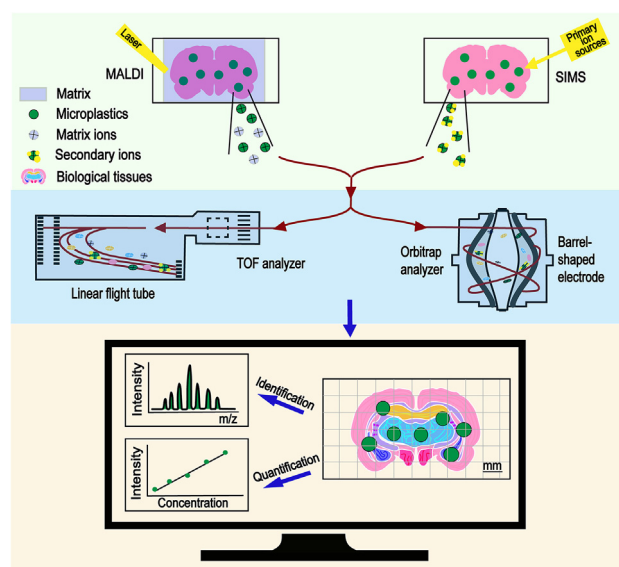 Laser
MALDI
Primary
ion
sources
SIMS
Matrix
Microplastics
Matrix ions
Secondary ions
Biological tissues
TOF analyzer
Linear flight tube
Orbitrap
analyzer
Barrel-
shaped
electrode
Intensity
m/z
Identification
Intensity
Concentration
Quantification
mm